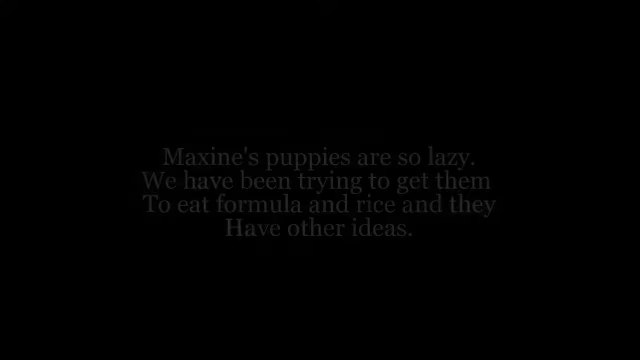 Maxine's puppies are so lazy.
We have been trying to get them
To eat formula and rice and they
Have other ideas.